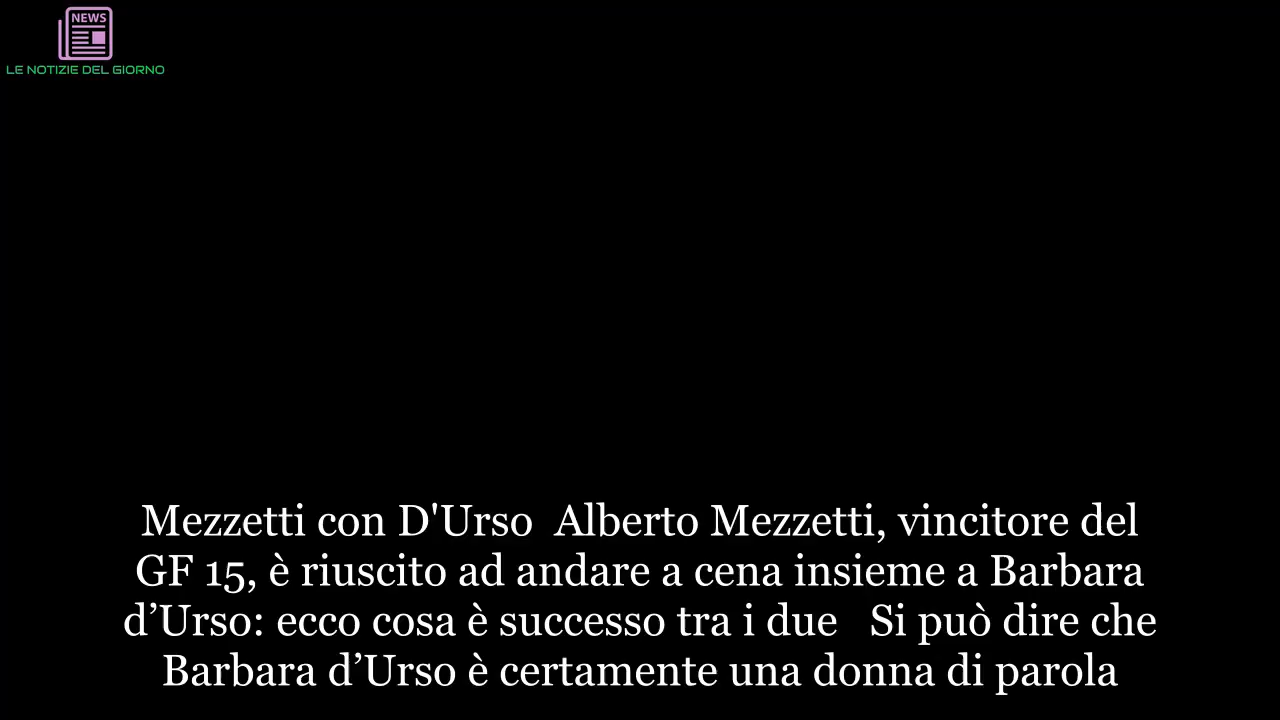 NEWS
LE NOTIZIE DEL GIORNO
Mezzetti con D'Urso  Alberto Mezzetti, vincitore del
GF 15, è riuscito ad andare a cena insieme a Barbara
d’Urso: ecco cosa è successo tra i due   Si può dire che
Barbara d’Urso è certamente una donna di parola